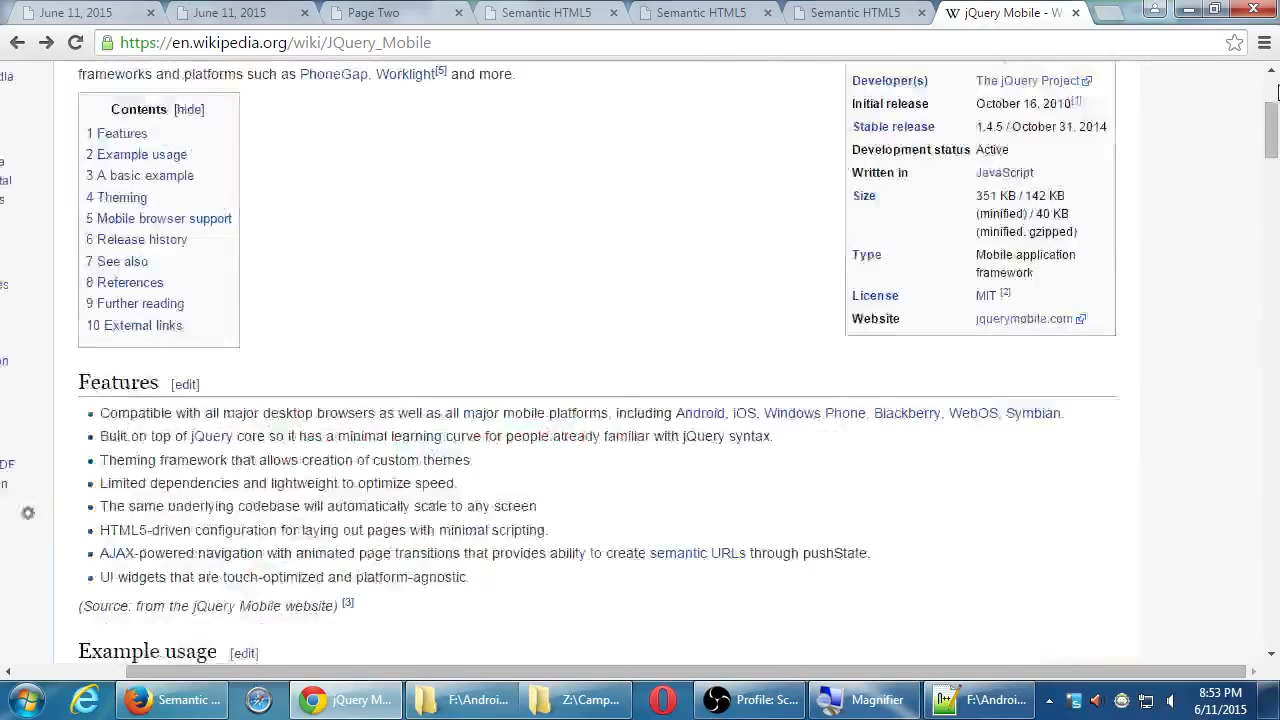 June 11, 2015
June 11, 2015
Page Two
Semantic HTML5
Semantic HTML5
Semantic HTML5
jQuery Mobile - W
https://en.wikipedia.org/wiki/JQuery_Mobile
frameworks and platforms such as PhoneGap, Worklight[5] and more.
Contents [hide]
1 Features
2 Example usage
3 A basic example
4 Theming
5 Mobile browser support
6 Release history
7 See also
8 References
9 Further reading
10 External links
Developer(s) The jQuery Project
Initial release October 16, 2010[1]
Stable release 1.4.5 / October 31, 2014
Development status Active
Written in JavaScript
Size 351 KB / 142 KB
(minified) / 40 KB
(minified, gzipped)
Type Mobile application
framework
License MIT [2]
Website jquerymobile.com
Features [edit]
Compatible with all major desktop browsers as well as all major mobile platforms, including Android, iOS, Windows Phone, Blackberry, WebOS, Symbian.
Built on top of jQuery core so it has a minimal learning curve for people already familiar with jQuery syntax.
Theming framework that allows creation of custom themes.
Limited dependencies and lightweight to optimize speed.
The same underlying codebase will automatically scale to any screen
HTML5-driven configuration for laying out pages with minimal scripting.
AJAX-powered navigation with animated page transitions that provides ability to create semantic URLs through pushState.
UI widgets that are touch-optimized and platform-agnostic.
(Source: from the jQuery Mobile website) [3]
Example usage [edit]
Semantic ...
jQuery M...
F:\Androi...
Z:\Camp...
Profile: Sc...
Magnifier
F:\Androi...
8:53 PM
6/11/2015